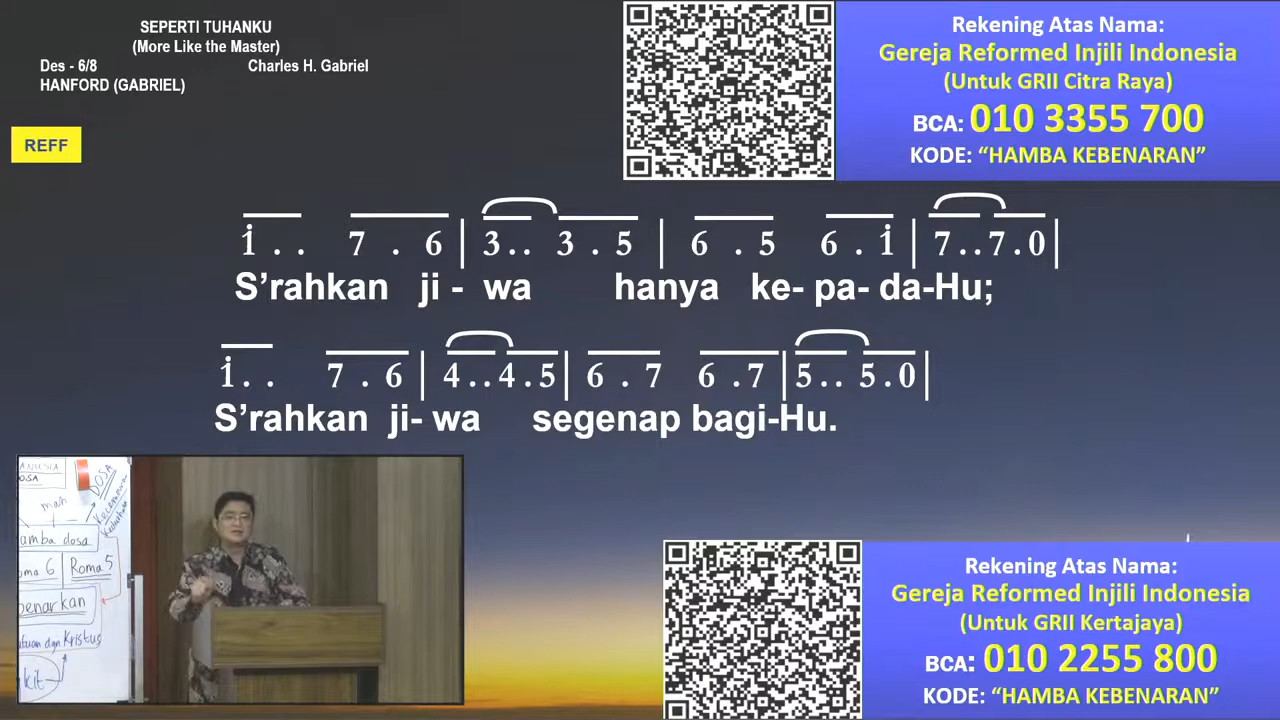 SEPERTI TUHANKU
(More Like the Master)
Des - 6/8 Charles H. Gabriel
HANFORD (GABRIEL)
REFF
Rekening Atas Nama:
Gereja Reformed Injili Indonesia
(Untuk GRII Citra Raya)
BCA: 010 3355 700
KODE: “HAMBA KEBENARAN”
1 . . 7 . 6 | 3 . . 3 . 5 | 6 . 5 6 . 1 | 7 . . 7 . 0 |
S’rahkan ji - wa hanya ke- pa- da-Hu;
1 . . 7 . 6 | 4 . . 4 . 5 | 6 . 7 6 . 7 | 5 . . 5 . 0 |
S’rahkan ji- wa segenap bagi-Hu.
DOSA
amba dosa
Roma 5
benarkan
dgn Kristus
Rekening Atas Nama:
Gereja Reformed Injili Indonesia
(Untuk GRII Kertajaya)
BCA: 010 2255 800
KODE: “HAMBA KEBENARAN”